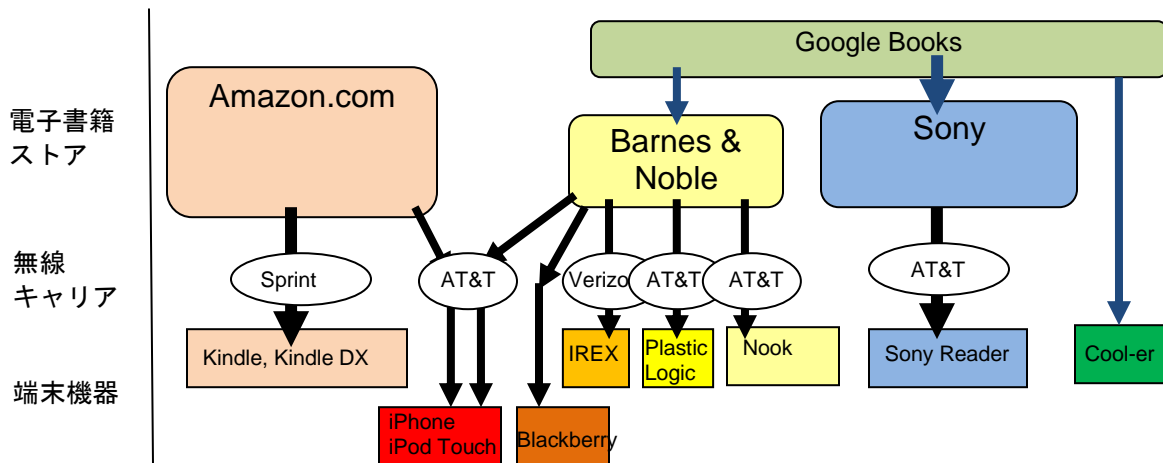 Google Books
電子書籍
ストア
Amazon.com
Barnes &
Noble
Sony
無線
キャリア
Sprint
AT&T
Verizo
AT&T
AT&T
AT&T
端末機器
Kindle, Kindle DX
IREX
Plastic
Logic
Nook
Sony Reader
Cool-er
iPhone
iPod Touch
Blackberry